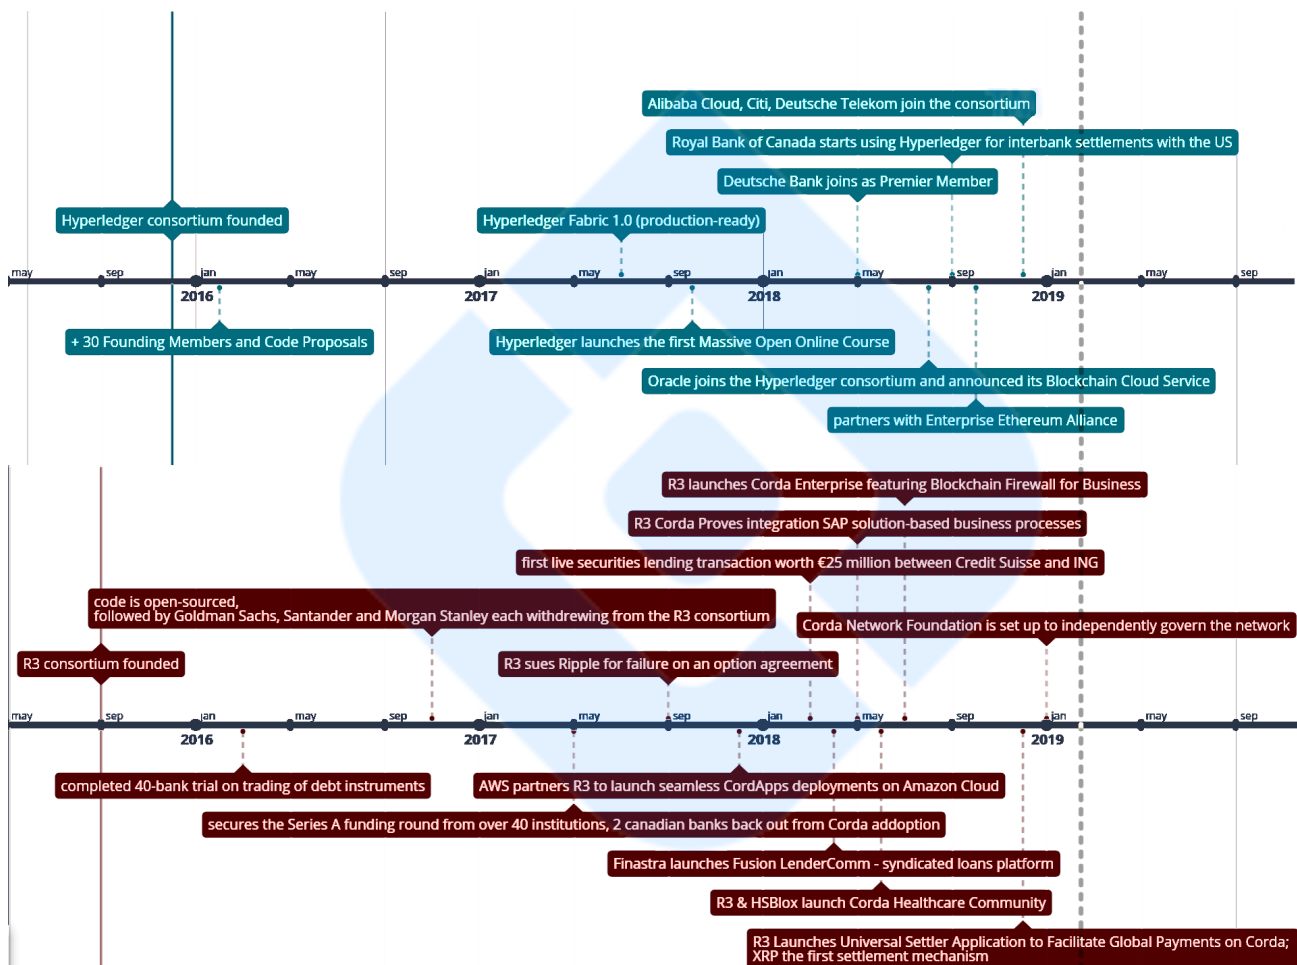 Alibaba Cloud, Citi, Deutsche Telekom join the consortium
Royal Bank of Canada starts using Hyperledger for interbank settlements with the US
Deutsche Bank joins as Premier Member
Hyperledger consortium founded
Hyperledger Fabric 1.0 (production-ready)
may sep jan may sep jan may sep jan may sep jan may sep
2016 2017 2018 2019
+ 30 Founding Members and Code Proposals
Hyperledger launches the first Massive Open Online Course
Oracle joins the Hyperledger consortium and announced its Blockchain Cloud Service
partners with Enterprise Ethereum Alliance
R3 launches Corda Enterprise featuring Blockchain Firewall for Business
R3 Corda Proves integration SAP solution-based business processes
first live securities lending transaction worth €25 million between Credit Suisse and ING
code is open-sourced,
followed by Goldman Sachs, Santander and Morgan Stanley each withdrewing from the R3 consortium
Corda Network Foundation is set up to independently govern the network
R3 consortium founded
R3 sues Ripple for failure on an option agreement
may sep jan may sep jan may sep jan may sep jan may sep
2016 2017 2018 2019
completed 40-bank trial on trading of debt instruments
AWS partners R3 to launch seamless CordApps deployments on Amazon Cloud
secures the Series A funding round from over 40 institutions, 2 canadian banks back out from Corda addoption
Finastra launches Fusion LenderComm - syndicated loans platform
R3 & HSBlox launch Corda Healthcare Community
R3 Launches Universal Settler Application to Facilitate Global Payments on Corda;
XRP the first settlement mechanism